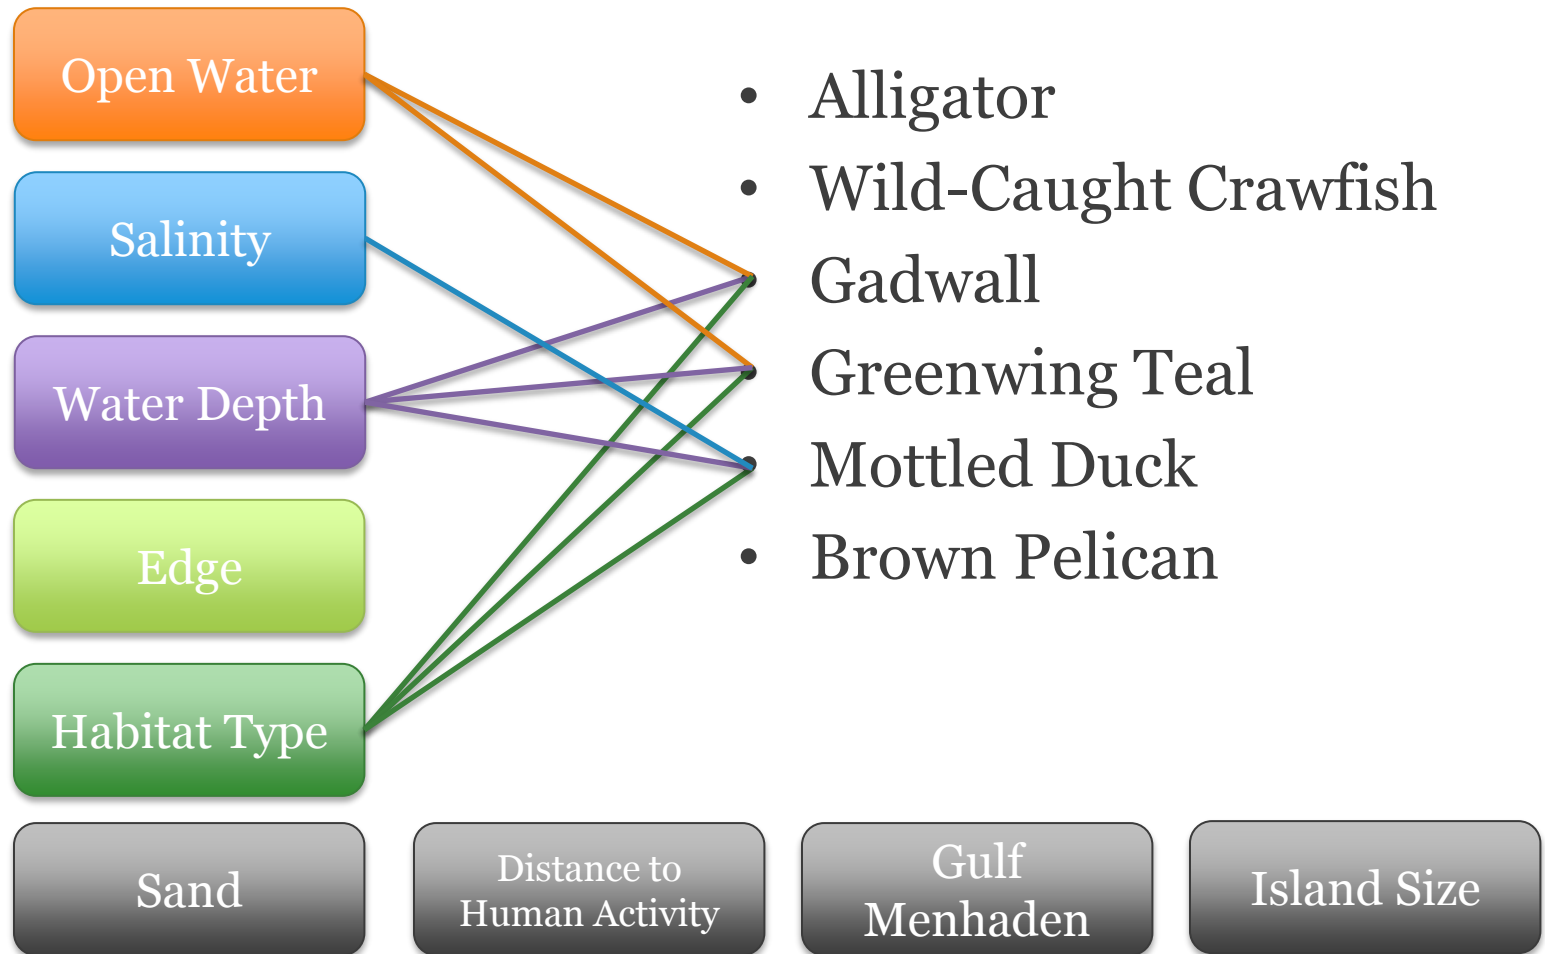 Open Water
Salinity
Water Depth
Edge
Habitat Type
• Alligator
• Wild-Caught Crawfish
• Gadwall
• Greenwing Teal
• Mottled Duck
• Brown Pelican
Sand
Distance to
Human Activity
Gulf
Menhaden
Island Size